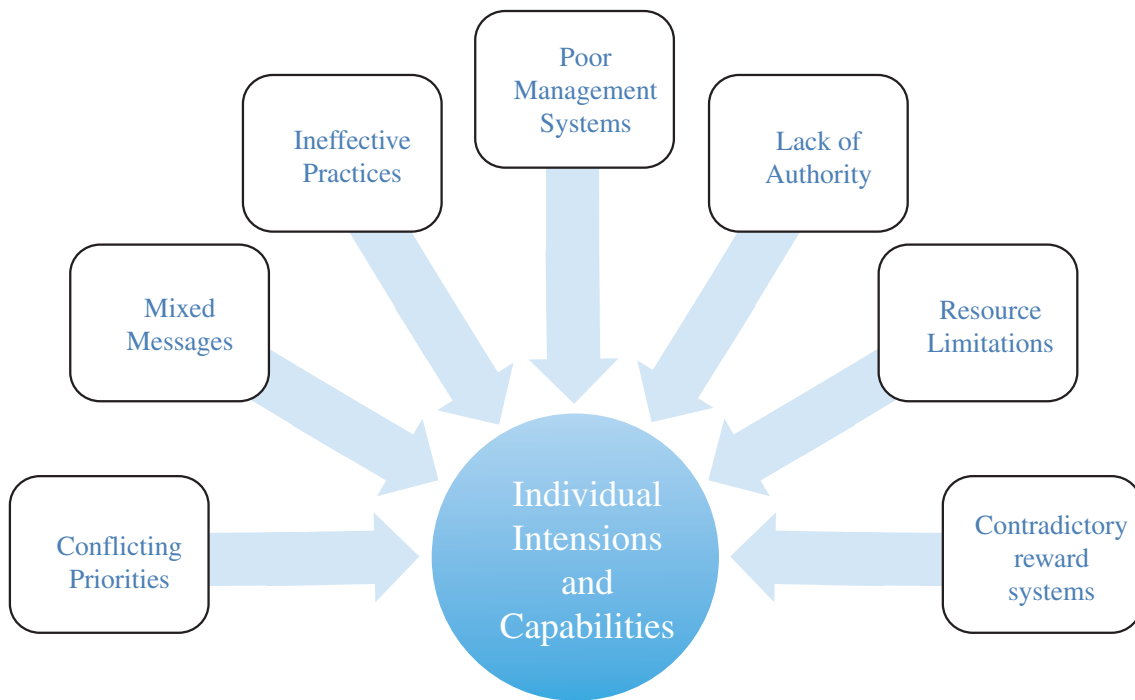 Poor
Management
Systems
Ineffective
Practices
Lack of
Authority
Mixed
Messages
Resource
Limitations
Conflicting
Priorities
Individual
Intensions
and
Capabilities
Contradictory
reward
systems